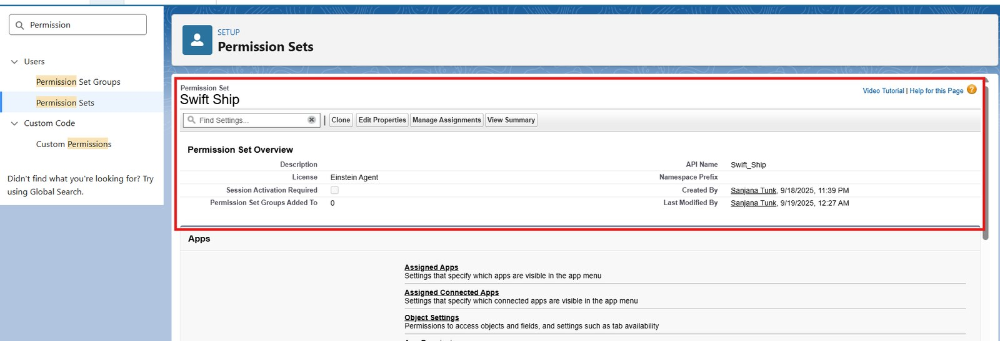 Permission
Users
Permission Set Groups
Permission Sets
Custom Code
Custom Permissions
Didn't find what you're looking for? Try
using Global Search.
SETUP
Permission Sets
Permission Set
Swift Ship
Video Tutorial | Help for this Page
Find Settings...
Clone
Edit Properties
Manage Assignments
View Summary
Permission Set Overview
Description
API Name Swift_Ship
License Einstein Agent
Namespace Prefix
Session Activation Required
Created By Sanjana Tunk, 9/18/2025, 11:39 PM
Permission Set Groups Added To 0
Last Modified By Sanjana Tunk, 9/19/2025, 12:27 AM
Apps
Assigned Apps
Settings that specify which apps are visible in the app menu
Assigned Connected Apps
Settings that specify which connected apps are visible in the app menu
Object Settings
Permissions to access objects and fields, and settings such as tab availability